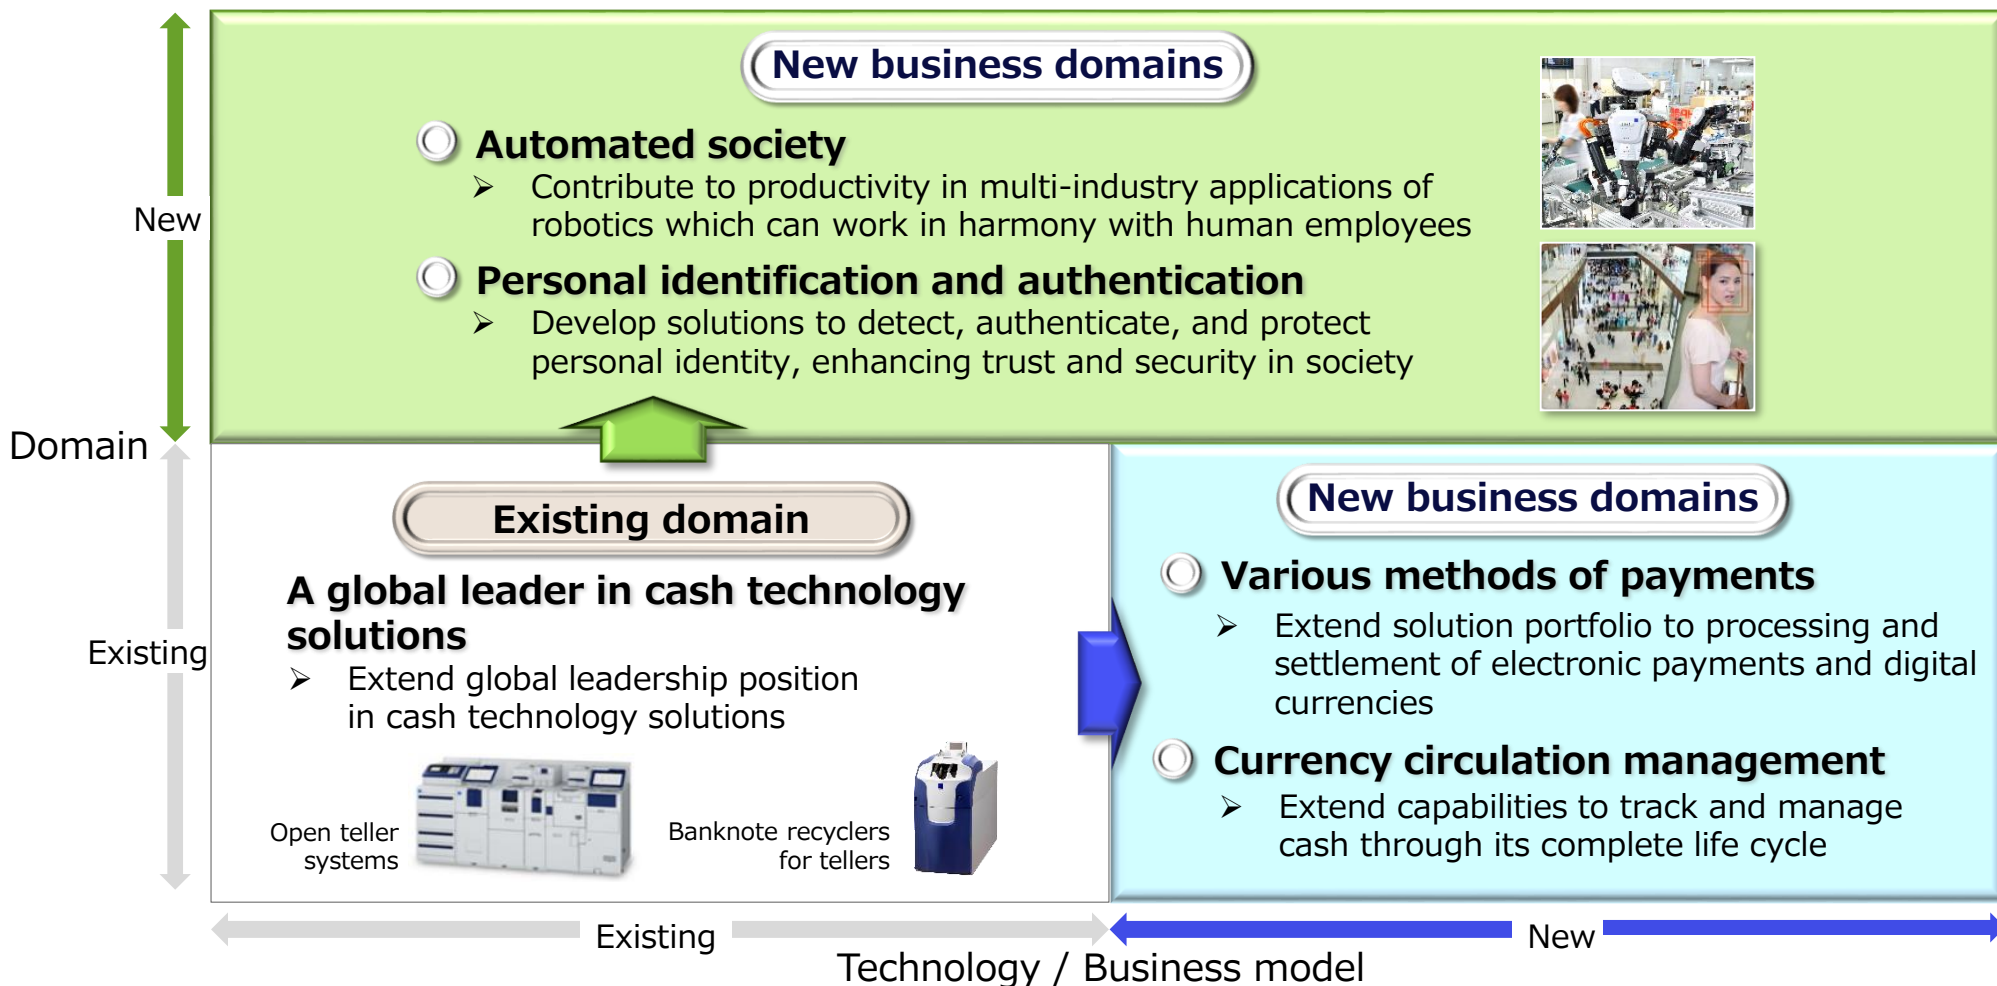 New business domains
Automated society
➢ Contribute to productivity in multi-industry applications of
robotics which can work in harmony with human employees
Personal identification and authentication
➢ Develop solutions to detect, authenticate, and protect
personal identity, enhancing trust and security in society
New
Domain
Existing
Existing domain
A global leader in cash technology
solutions
➢ Extend global leadership position
in cash technology solutions
Open teller
systems
Banknote recyclers
for tellers
New business domains
Various methods of payments
➢ Extend solution portfolio to processing and
settlement of electronic payments and digital
currencies
Currency circulation management
➢ Extend capabilities to track and manage
cash through its complete life cycle
Existing
New
Technology / Business model